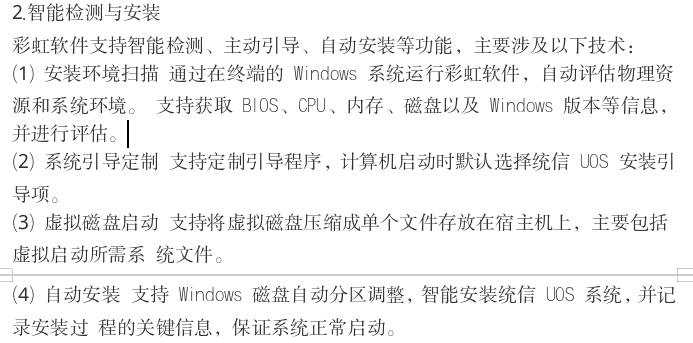 2.智能检测与安装
彩虹软件支持智能检测、主动引导、自动安装等功能，主要涉及以下技术：
(1) 安装环境扫描 通过在终端的 Windows 系统运行彩虹软件，自动评估物理资
源和系统环境。 支持获取 BIOS、CPU、内存、磁盘以及 Windows 版本等信息，
并进行评估。
(2) 系统引导定制 支持定制引导程序，计算机启动时默认选择统信 UOS 安装引
导项。
(3) 虚拟磁盘启动 支持将虚拟磁盘压缩成单个文件存放在宿主机上，主要包括
虚拟启动所需系 统文件。
(4) 自动安装 支持 Windows 磁盘自动分区调整，智能安装统信 UOS 系统，并记
录安装过 程的关键信息，保证系统正常启动。